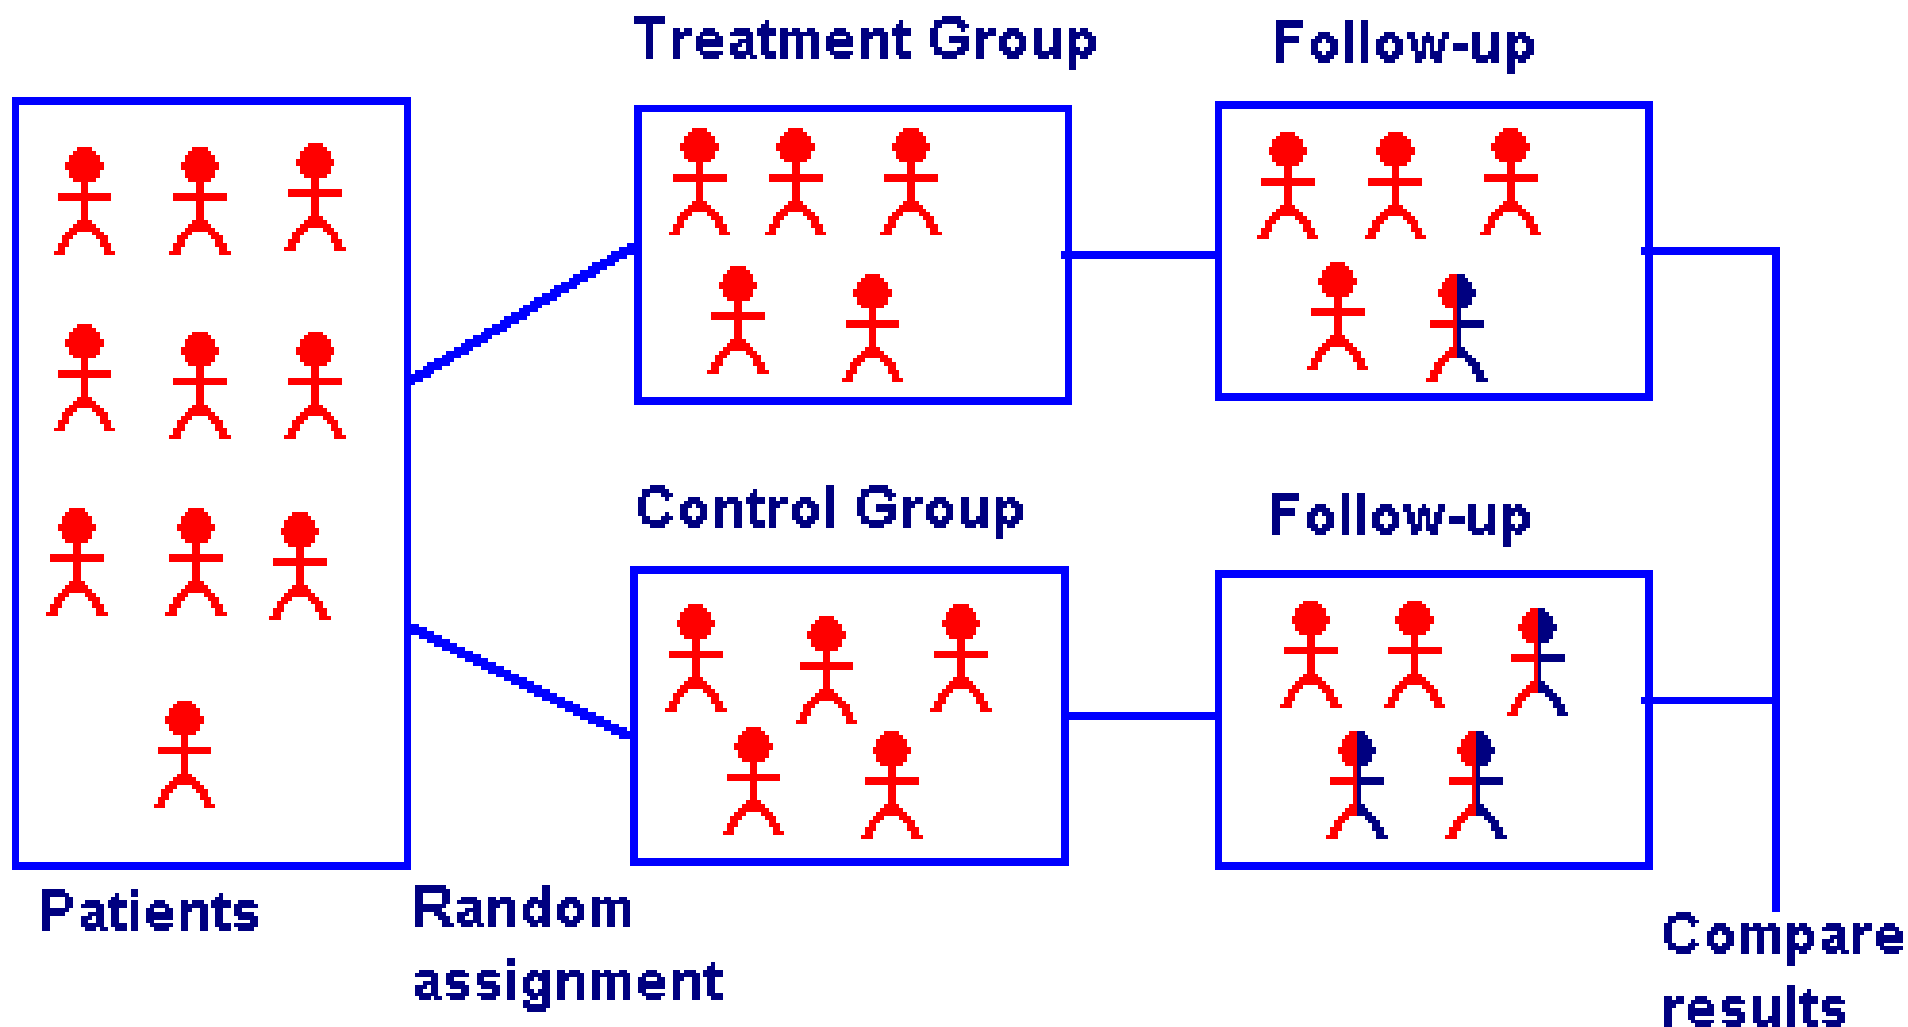 Treatment Group
Follow-up
Control Group
Follow-up
Patients
Random
assignment
Compare
results